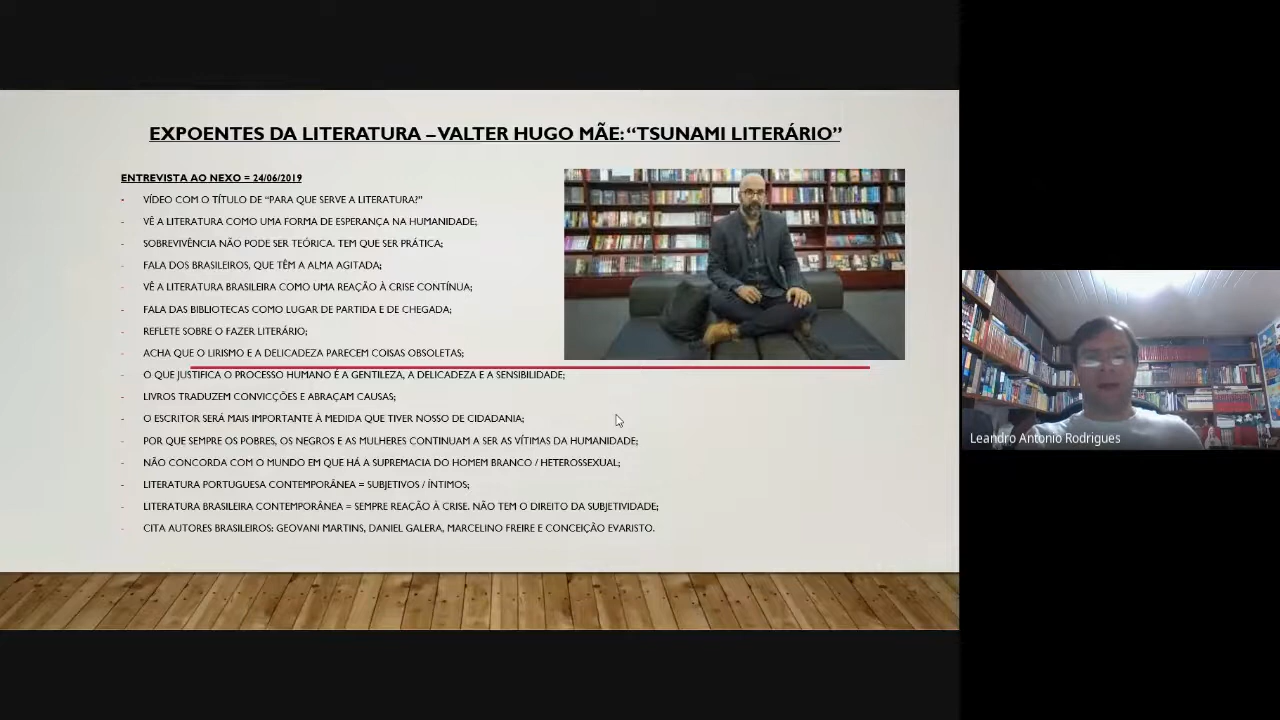 EXPOENTES DA LITERATURA – VALTER HUGO MÃE: “TSUNAMI LITERÁRIO”
ENTREVISTA AO NEXO = 24/06/2019
- VÍDEO COM O TÍTULO DE “PARA QUE SERVE A LITERATURA?”
- VÊ A LITERATURA COMO UMA FORMA DE ESPERANÇA NA HUMANIDADE;
- SOBREVIVÊNCIA NÃO PODE SER TEÓRICA. TEM QUE SER PRÁTICA;
- FALA DOS BRASILEIROS, QUE TÊM A ALMA AGITADA;
- VÊ A LITERATURA BRASILEIRA COMO UMA REAÇÃO À CRISE CONTÍNUA;
- FALA DAS BIBLIOTECAS COMO LUGAR DE PARTIDA E DE CHEGADA;
- REFLETE SOBRE O FAZER LITERÁRIO;
- ACHA QUE O LIRISMO E A DELICADEZA PARECEM COISAS OBSOLETAS;
- O QUE JUSTIFICA O PROCESSO HUMANO É A GENTILEZA, A DELICADEZA E A SENSIBILIDADE;
- LIVROS TRADUZEM CONVICÇÕES E ABRAÇAM CAUSAS;
- O ESCRITOR SERÁ MAIS IMPORTANTE À MEDIDA QUE TIVER NOSSO DE CIDADANIA;
- POR QUE SEMPRE OS POBRES, OS NEGROS E AS MULHERES CONTINUAM A SER AS VÍTIMAS DA HUMANIDADE;
- NÃO CONCORDA COM O MUNDO EM QUE HÁ A SUPREMACIA DO HOMEM BRANCO / HETEROSSEXUAL;
- LITERATURA PORTUGUESA CONTEMPORÂNEA = SUBJETIVOS / ÍNTIMOS;
- LITERATURA BRASILEIRA CONTEMPORÂNEA = SEMPRE REAÇÃO À CRISE. NÃO TEM O DIREITO DA SUBJETIVIDADE;
- CITA AUTORES BRASILEIROS: GEOVANI MARTINS, DANIEL GALERA, MARCELINO FREIRE E CONCEIÇÃO EVARISTO.
Leandro Antonio Rodrigues